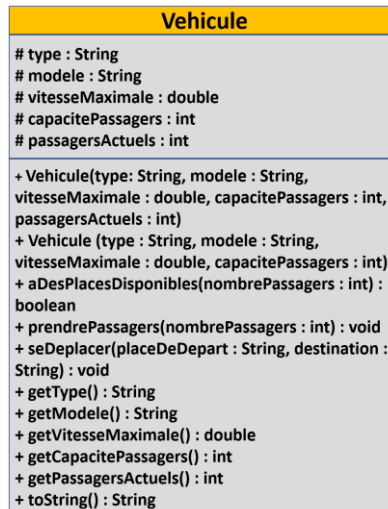 Vehicule
# type : String
# modele : String
# vitesseMaximale : double
# capacitePassagers : int
# passagersActuels : int
+ Vehicule(type: String, modele : String,
vitesseMaximale : double, capacitePassagers : int,
passagersActuels : int)
+ Vehicule (type : String, modele : String,
vitesseMaximale : double, capacitePassagers : int)
+ aDesPlacesDisponibles(nombrePassagers : int) :
boolean
+ prendrePassagers(nombrePassagers : int) : void
+ seDeplacer(placeDeDepart : String, destination :
String) : void
+ getType() : String
+ getModele() : String
+ getVitesseMaximale() : double
+ getCapacitePassagers() : int
+ getPassagersActuels() : int
+ toString() : String